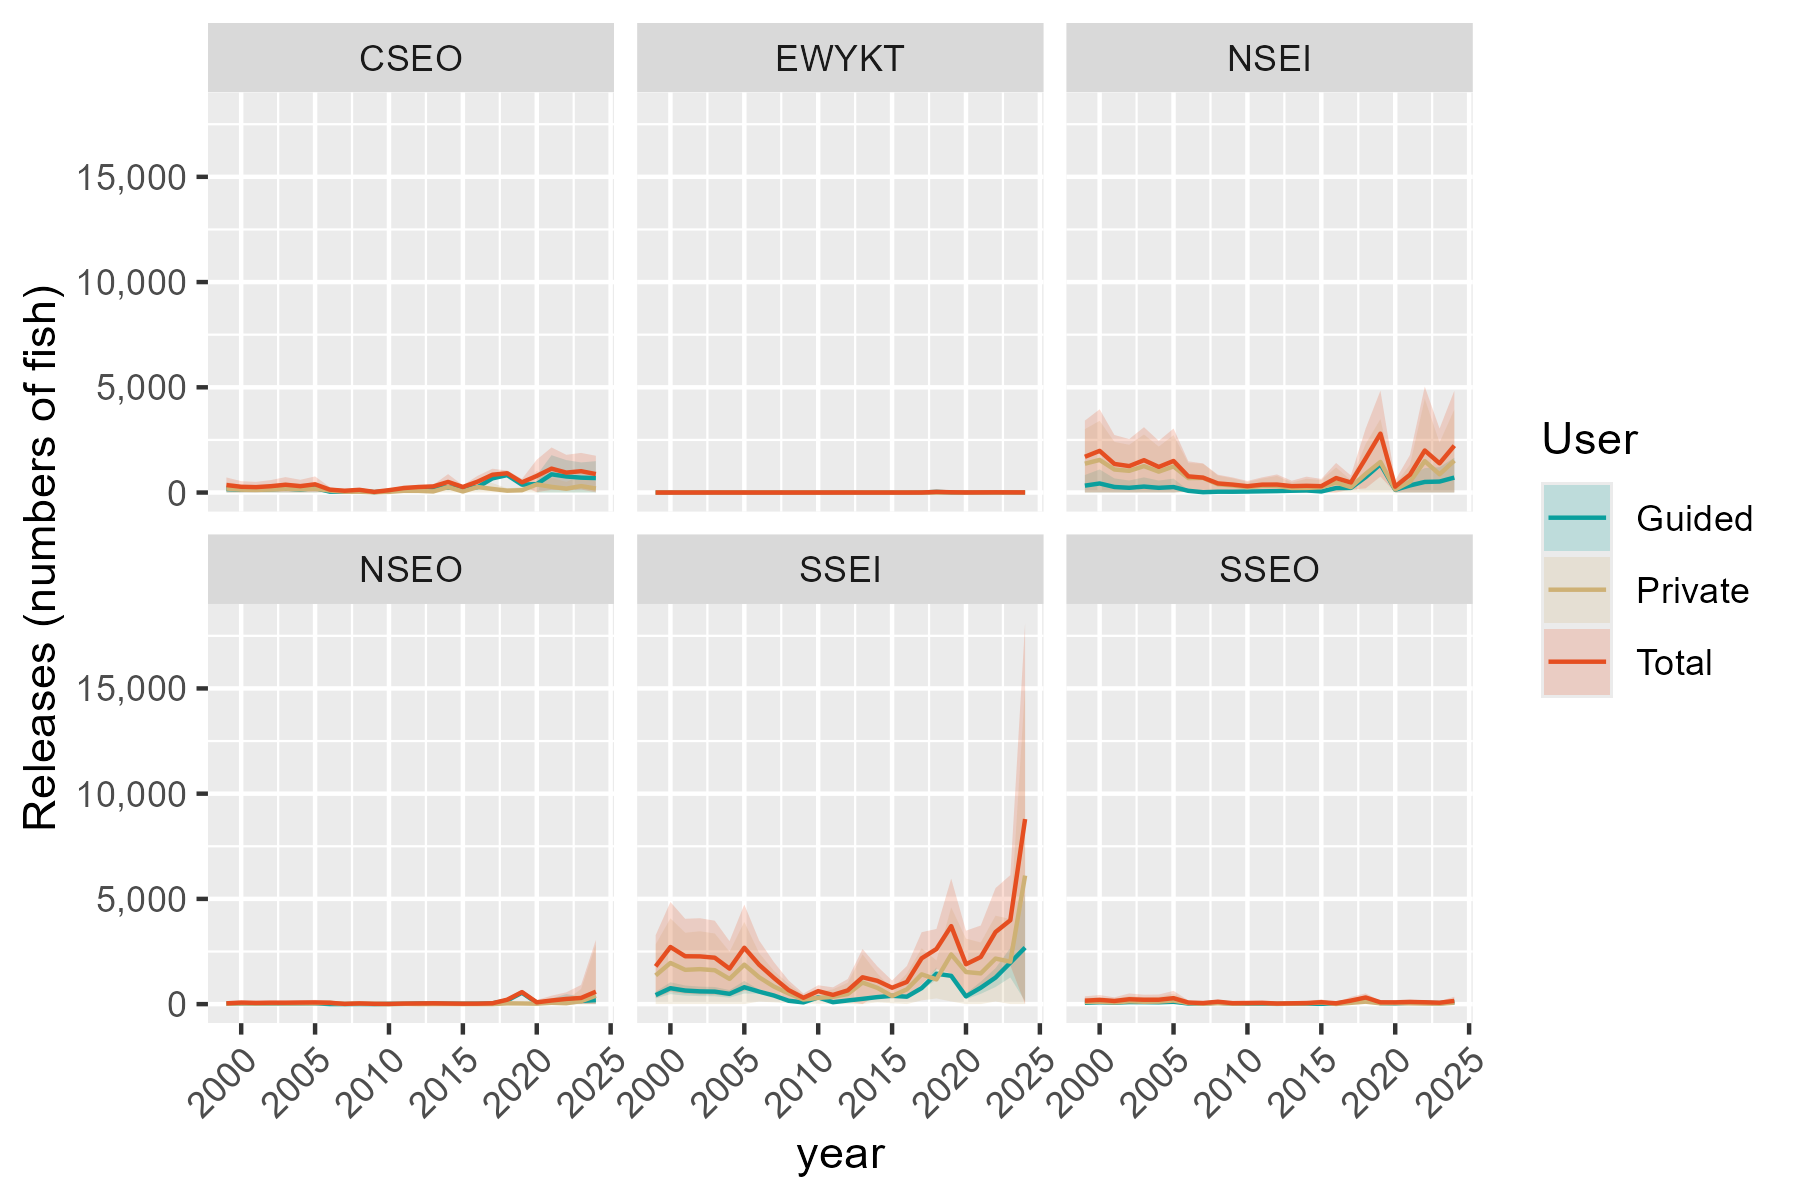 CSEO EWYKT NSEI
15,000
10,000
5,000
0
NSEO SSEI SSEO
15,000
10,000
5,000
0
2000 2005 2010 2015 2020 2025 2000 2005 2010 2015 2020 2025 2000 2005 2010 2015 2020 2025
year
Releases (numbers of fish)
User
Guided
Private
Total